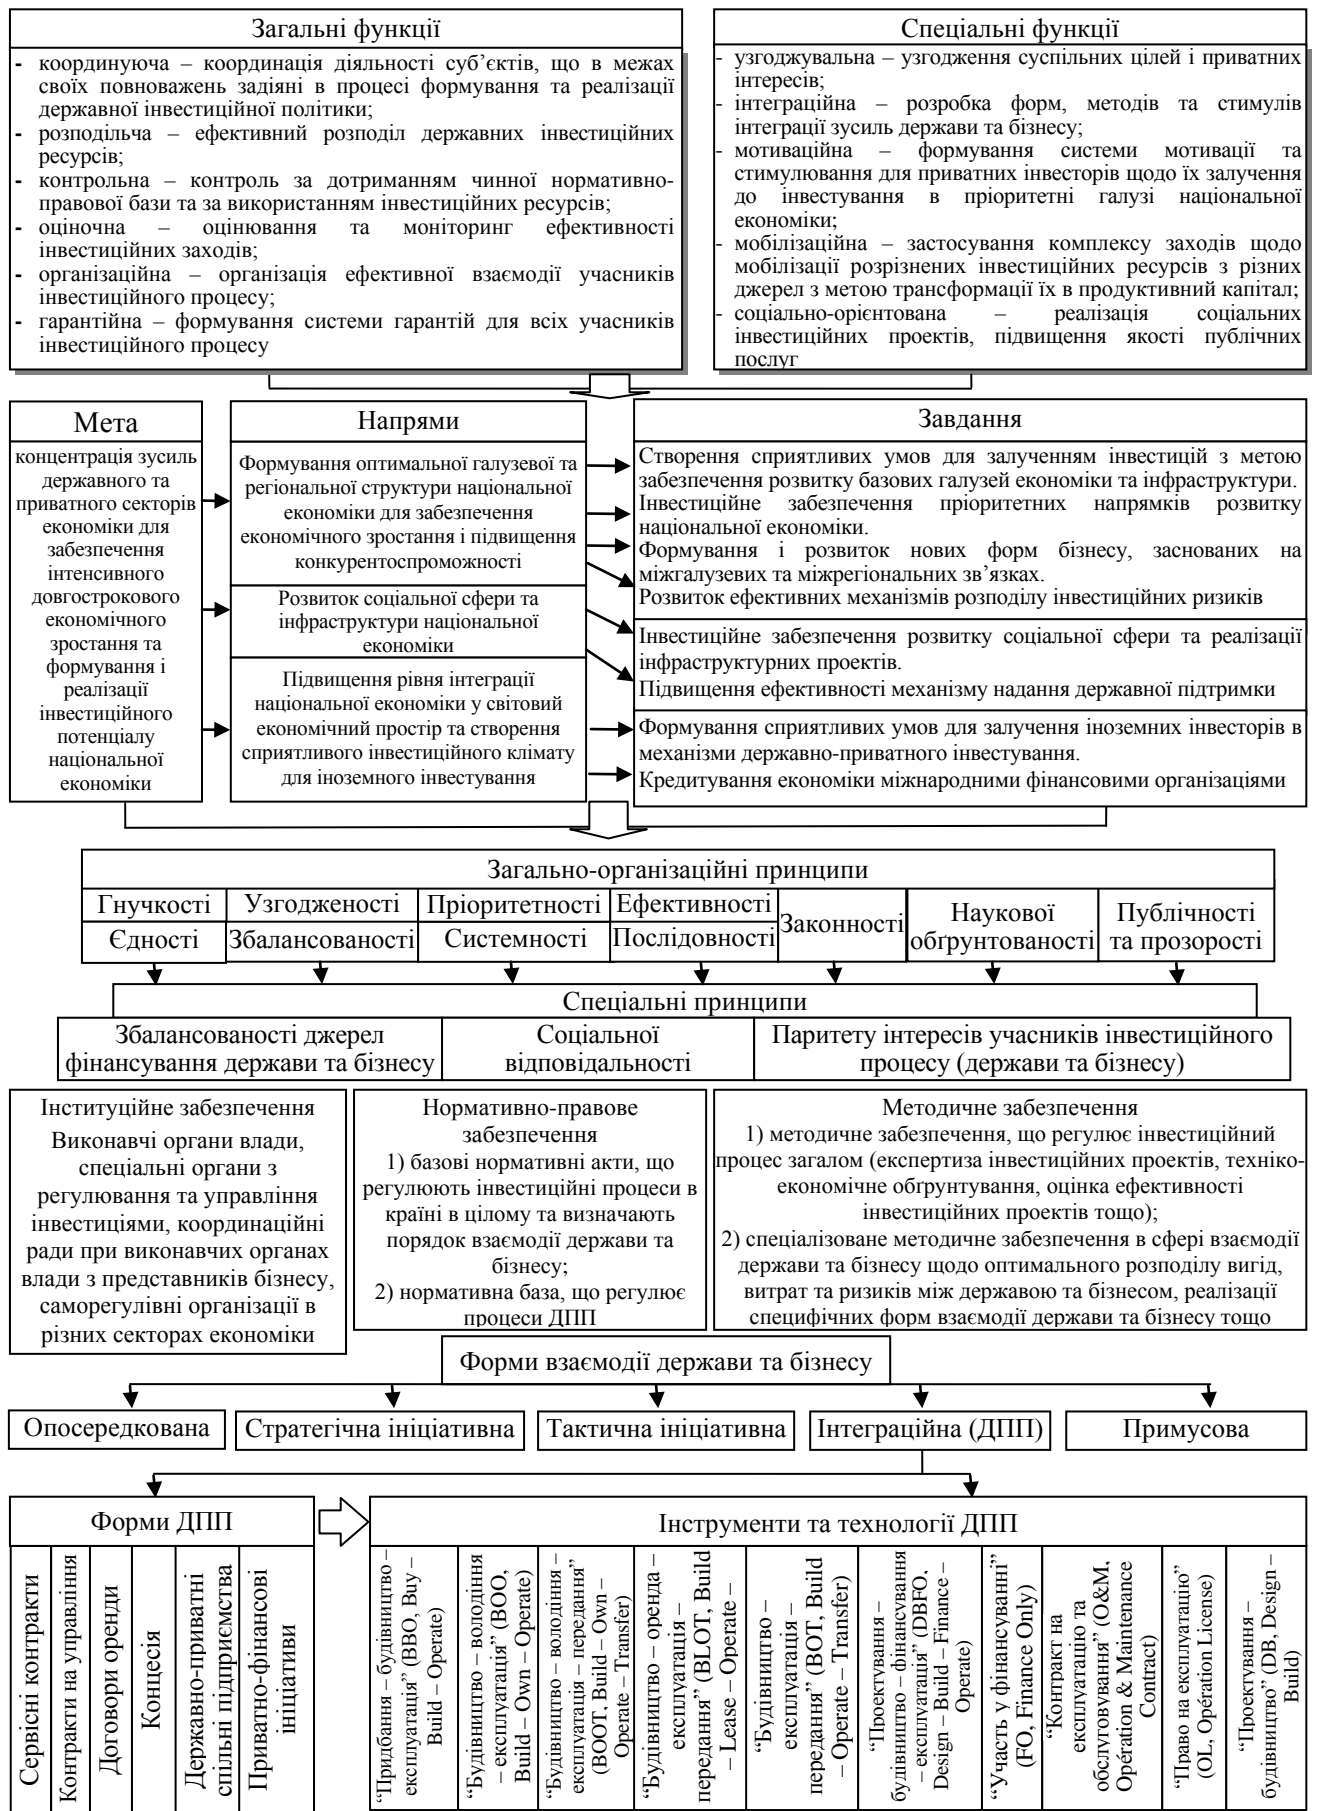 Загальні функції
- координуюча – координація діяльності суб’єктів, що в межах
своїх повноважень задіяні в процесі формування та реалізації
державної інвестиційної політики;
- розподільча – ефективний розподіл державних інвестиційних
ресурсів;
- контрольна – контроль за дотриманням чинної нормативно-
правової бази та за використанням інвестиційних ресурсів;
- оціночна – оцінювання та моніторинг ефективності
інвестиційних заходів;
- організаційна – організація ефективної взаємодії учасників
інвестиційного процесу;
- гарантійна – формування системи гарантій для всіх учасників
інвестиційного процесу
Спеціальні функції
- узгоджувальна – узгодження суспільних цілей і приватних
інтересів;
- інтеграційна – розробка форм, методів та стимулів
інтеграції зусиль держави та бізнесу;
- мотиваційна – формування системи мотивації та
стимулювання для приватних інвесторів щодо їх залучення
до інвестування в пріоритетні галузі національної
економіки;
- мобілізаційна – застосування комплексу заходів щодо
мобілізації розрізнених інвестиційних ресурсів з різних
джерел з метою трансформації їх в продуктивний капітал;
- соціально-орієнтована – реалізація соціальних
інвестиційних проектів, підвищення якості публічних
послуг
Мета
концентрація зусиль
державного та
приватного секторів
економіки для
забезпечення
інтенсивного
довгострокового
економічного
зростання та
формування і
реалізації
інвестиційного
потенціалу
національної
економіки
Напрями
Формування оптимальної галузевої та
регіональної структури національної
економіки для забезпечення
економічного зростання і підвищення
конкурентоспроможності
Розвиток соціальної сфери та
інфраструктури національної
економіки
Підвищення рівня інтеграції
національної економіки у світовий
економічний простір та створення
сприятливого інвестиційного клімату
для іноземного інвестування
Завдання
Створення сприятливих умов для залученням інвестицій з метою
забезпечення розвитку базових галузей економіки та інфраструктури.
Інвестиційне забезпечення пріоритетних напрямків розвитку
національної економіки.
Формування і розвиток нових форм бізнесу, заснованих на
міжгалузевих та міжрегіональних зв’язках.
Розвиток ефективних механізмів розподілу інвестиційних ризиків
Інвестиційне забезпечення розвитку соціальної сфери та реалізації
інфраструктурних проектів.
Підвищення ефективності механізму надання державної підтримки
Формування сприятливих умов для залучення іноземних інвесторів в
механізми державно-приватного інвестування.
Кредитування економіки міжнародними фінансовими організаціями
Загально-організаційні принципи
Гнучкості
Узгодженості
Пріоритетності
Ефективності
Законності
Наукової
обґрунтованості
Публічності
та прозорості
Єдності
Збалансованості
Системності
Послідовності
Спеціальні принципи
Збалансованості джерел
фінансування держави та бізнесу
Соціальної
відповідальності
Паритету інтересів учасників інвестиційного
процесу (держави та бізнесу)
Інституційне забезпечення
Виконавчі органи влади,
спеціальні органи з
регулювання та управління
інвестиціями, координаційні
ради при виконавчих органах
влади з представників бізнесу,
саморегулівні організації в
різних секторах економіки
Нормативно-правове
забезпечення
1) базові нормативні акти, що
регулюють інвестиційні процеси в
країні в цілому та визначають
порядок взаємодії держави та
бізнесу;
2) нормативна база, що регулює
процеси ДПП
Методичне забезпечення
1) методичне забезпечення, що регулює інвестиційний
процес загалом (експертиза інвестиційних проектів, техніко-
економічне обґрунтування, оцінка ефективності
інвестиційних проектів тощо);
2) спеціалізоване методичне забезпечення в сфері взаємодії
держави та бізнесу щодо оптимального розподілу вигід,
витрат та ризиків між державою та бізнесом, реалізації
специфічних форм взаємодії держави та бізнесу тощо
Форми взаємодії держави та бізнесу
Опосередкована
Стратегічна ініціативна
Тактична ініціативна
Інтеграційна (ДПП)
Примусова
Форми ДПП
Сервісні контракти
Контракти на управління
Договори оренди
Концесія
Державно-приватні
спільні підприємства
Приватно-фінансові
ініціативи
Інструменти та технології ДПП
“Придбання – будівництво –
експлуатація” (BBO, Buy –
Build – Operate)
“Будівництво – володіння
– експлуатація” (BOO,
Build – Own – Operate)
“Будівництво – володіння –
експлуатація – передання”
(BOOT, Build – Own –
Operate – Transfer)
“Будівництво – оренда –
експлуатація –
передання” (BLOT, Build
– Lease – Operate –
“Будівництво –
експлуатація –
передання” (BOT, Build
– Operate – Transfer)
“Проектування –
будівництво – фінансування
– експлуатація” (DBFO,
Design – Build – Finance –
Operate)
“Участь у фінансуванні”
(FO, Finance Only)
“Контракт на
експлуатацію та
обслуговування” (O&M,
Opération & Maintenance
Contract)
“Право на експлуатацію”
(OL, Opération License)
“Проектування –
будівництво” (DB, Design –
Build)